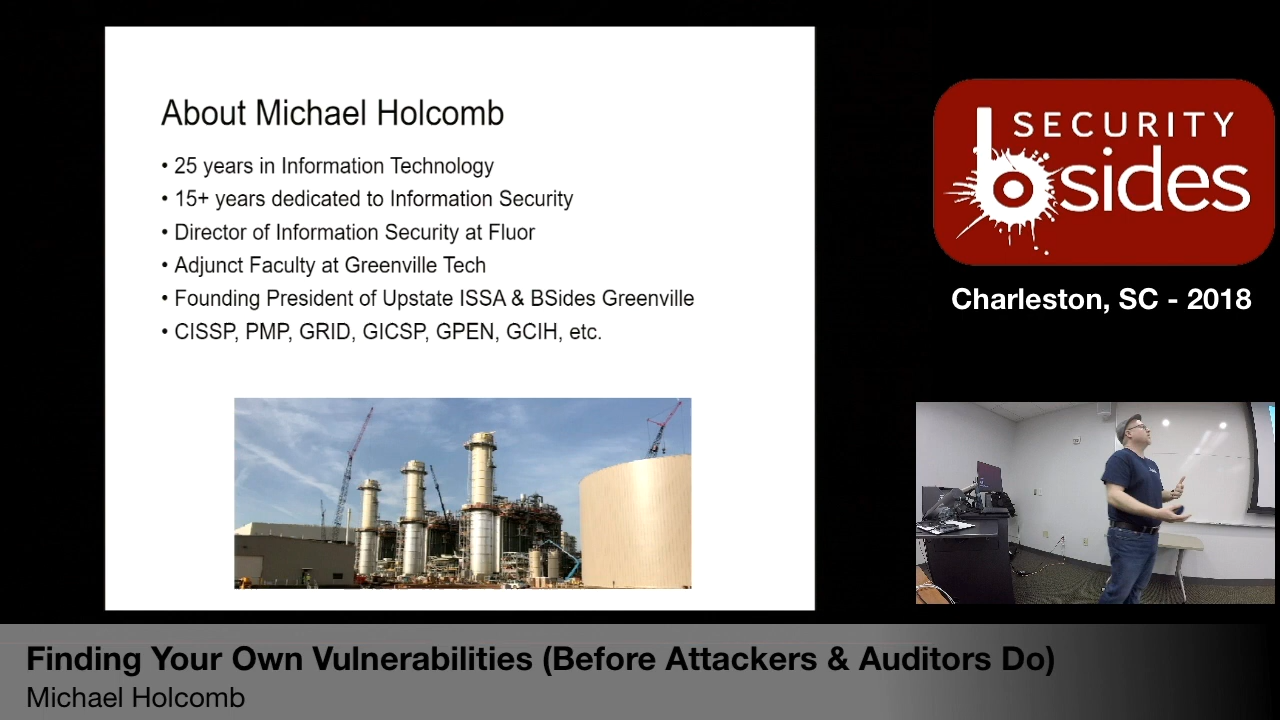 About Michael Holcomb
• 25 years in Information Technology
• 15+ years dedicated to Information Security
• Director of Information Security at Fluor
• Adjunct Faculty at Greenville Tech
• Founding President of Upstate ISSA & BSides Greenville
• CISSP, PMP, GRID, GICSP, GPEN, GCIH, etc.
SECURITY
bsides
Charleston, SC - 2018
Finding Your Own Vulnerabilities (Before Attackers & Auditors Do)
Michael Holcomb